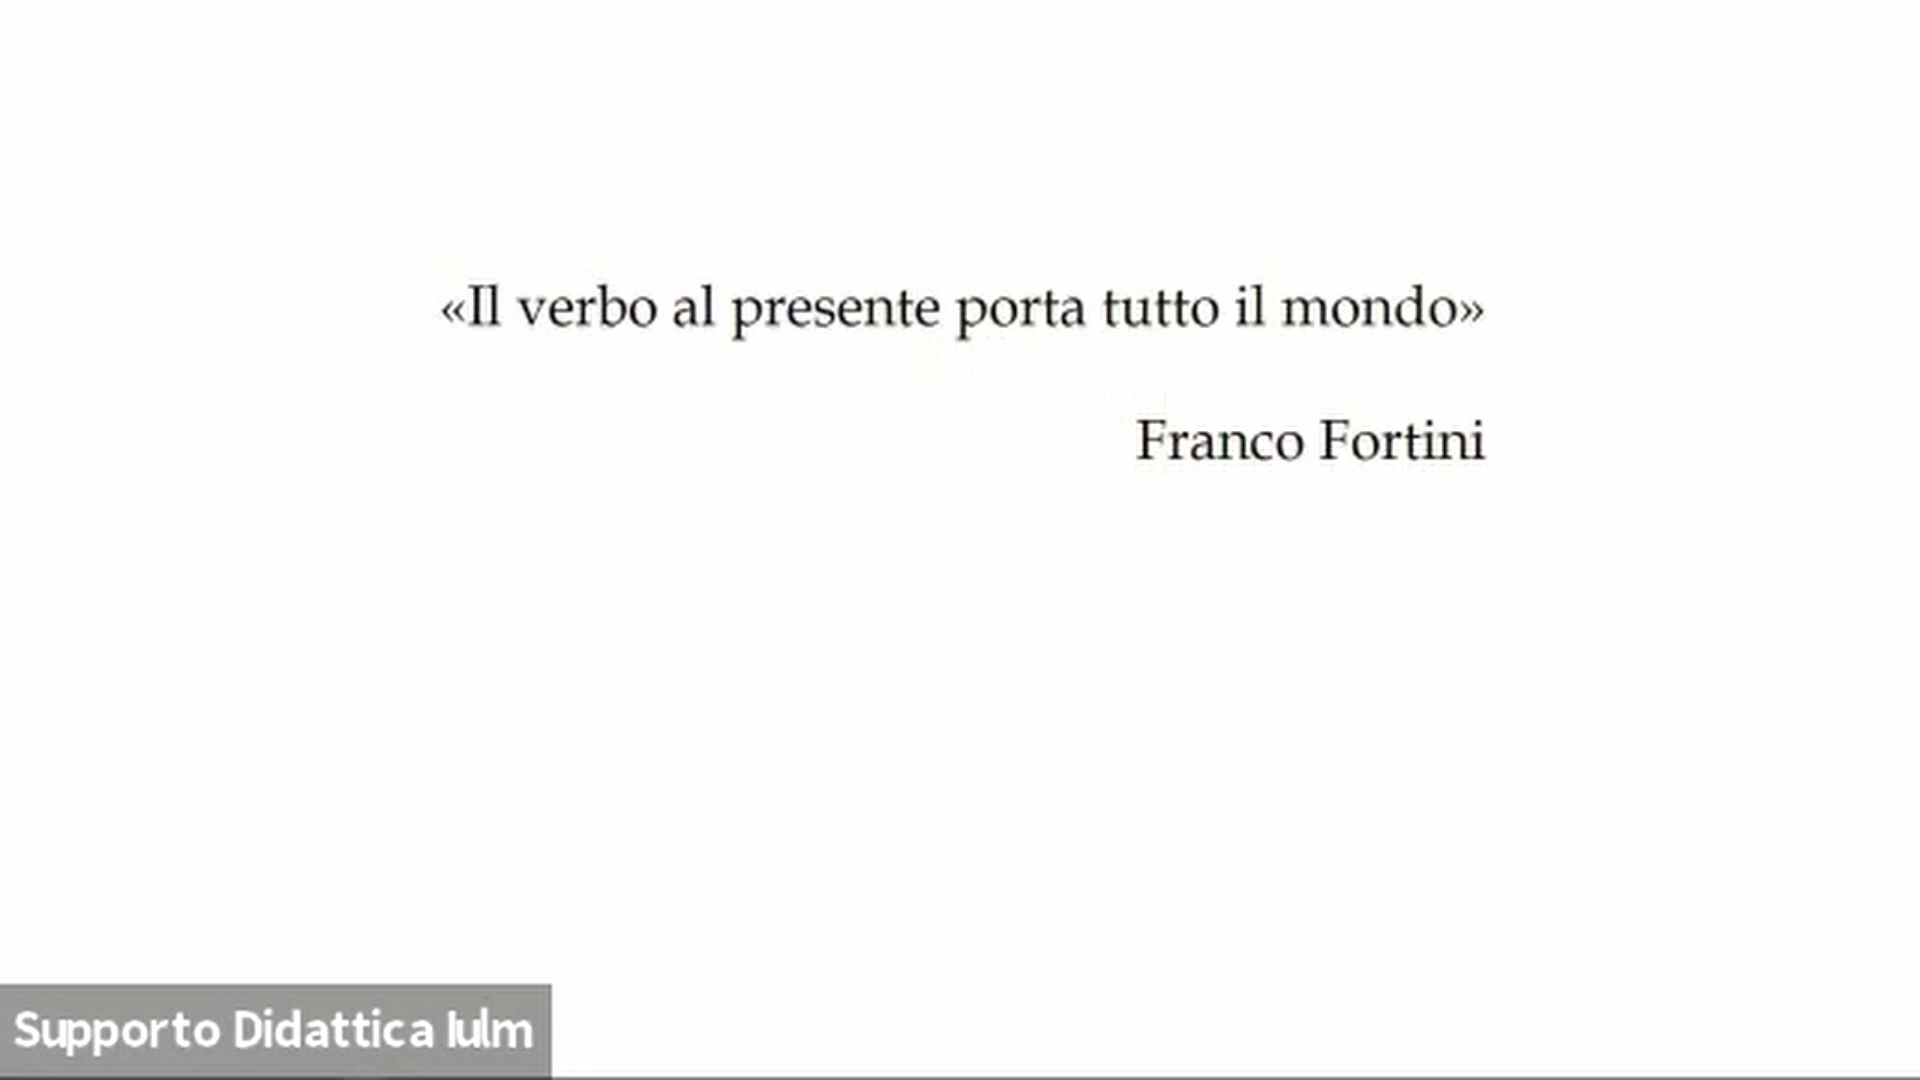 «Il verbo al presente porta tutto il mondo»
Franco Fortini
Supporto Didattica Iulm